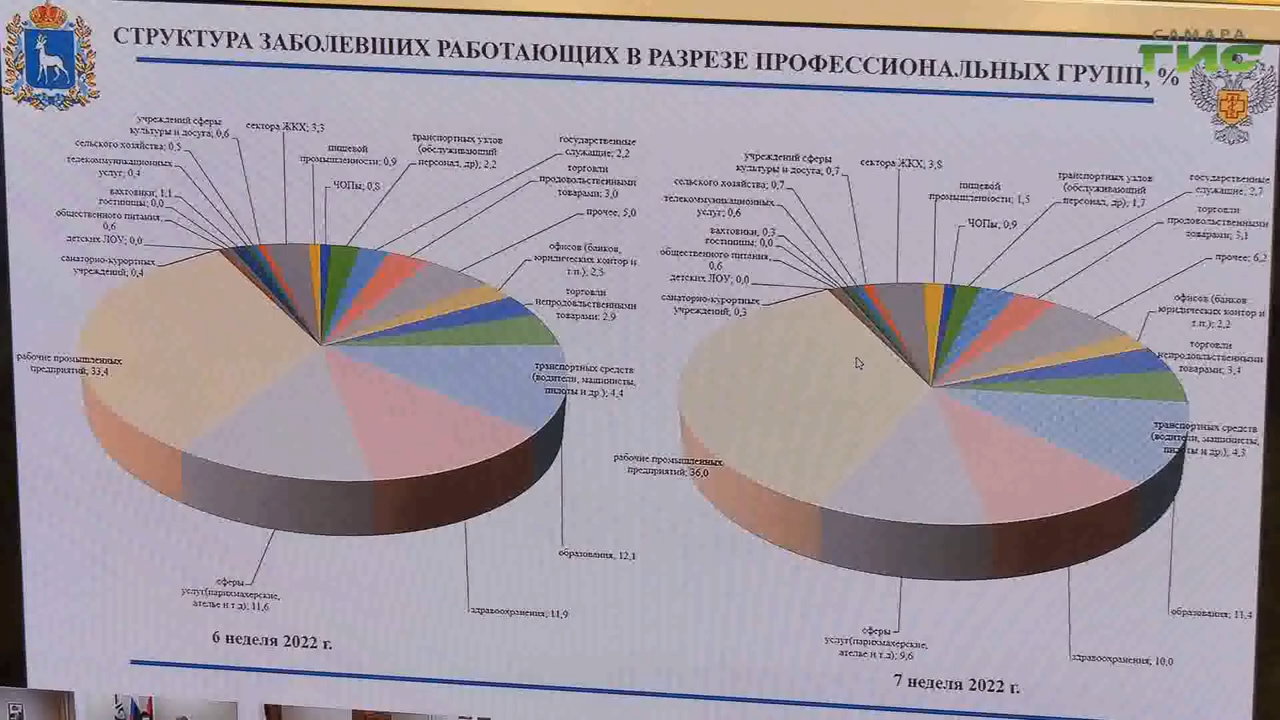 СТРУКТУРА ЗАБОЛЕВШИХ РАБОТАЮЩИХ В РАЗРЕЗЕ ПРОФЕССИОНАЛЬНЫХ ГРУПП, %
САМАРА
ГИС
учреждений сферы
культуры и досуга; 0,6
сектора ЖКХ; 3,3
сельского хозяйства; 0,5
телекоммуникационных
услуг; 0,4
вахтовики; 1,1
гостиницы; 0,0
общественного питания,
0,6
детских ЛОУ; 0,0
санаторно-курортных
учреждений; 0,4
пищевой
промышленности; 0,9
ЧОПы; 0,8
транспортных узлов
(обслуживающий
персонал, др); 2,2
государственные
служащие; 2,2
торговли
продовольственными
товарами; 3,0
прочее; 5,0
офисов (банков,
юридических контор и
т.п.); 2,5
торговли
непродовольственными
товарами; 2,9
транспортных средств
(водители, машинисты,
пилоты и др.); 4,4
образования, 12,1
здравоохранения; 11,9
сферы
услуг(парихмахерские,
ателье и т д); 11,6
рабочие промышленных
предприятий; 33,4
6 неделя 2022 г.
учреждений сферы
культуры и досуга; 0,7
сектора ЖКХ; 3,8
сельского хозяйства; 0,7
телекоммуникационных
услуг; 0,6
вахтовики; 0,3
гостиницы; 0,0
общественного питания,
0,6
детских ЛОУ; 0,0
санаторно-курортных
учреждений; 0,3
пищевой
промышленности; 1,5
ЧОПы; 0,9
транспортных узлов
(обслуживающий
персонал, др); 1,7
государственные
служащие; 2,7
торговли
продовольственными
товарами; 3,1
прочее; 6,2
офисов (банков
юридических контор и
т.п.); 2,2
торговли
непродовольственными
товарами; 3,4
транспортных средств
(водители, машинисты,
пилоты и др.); 4,3
образования; 11,4
здравоохранения; 10,0
сферы
услуг(парихмахерские,
ателье и т.д); 9,6
рабочие промышленных
предприятий; 36,0
7 неделя 2022 г.